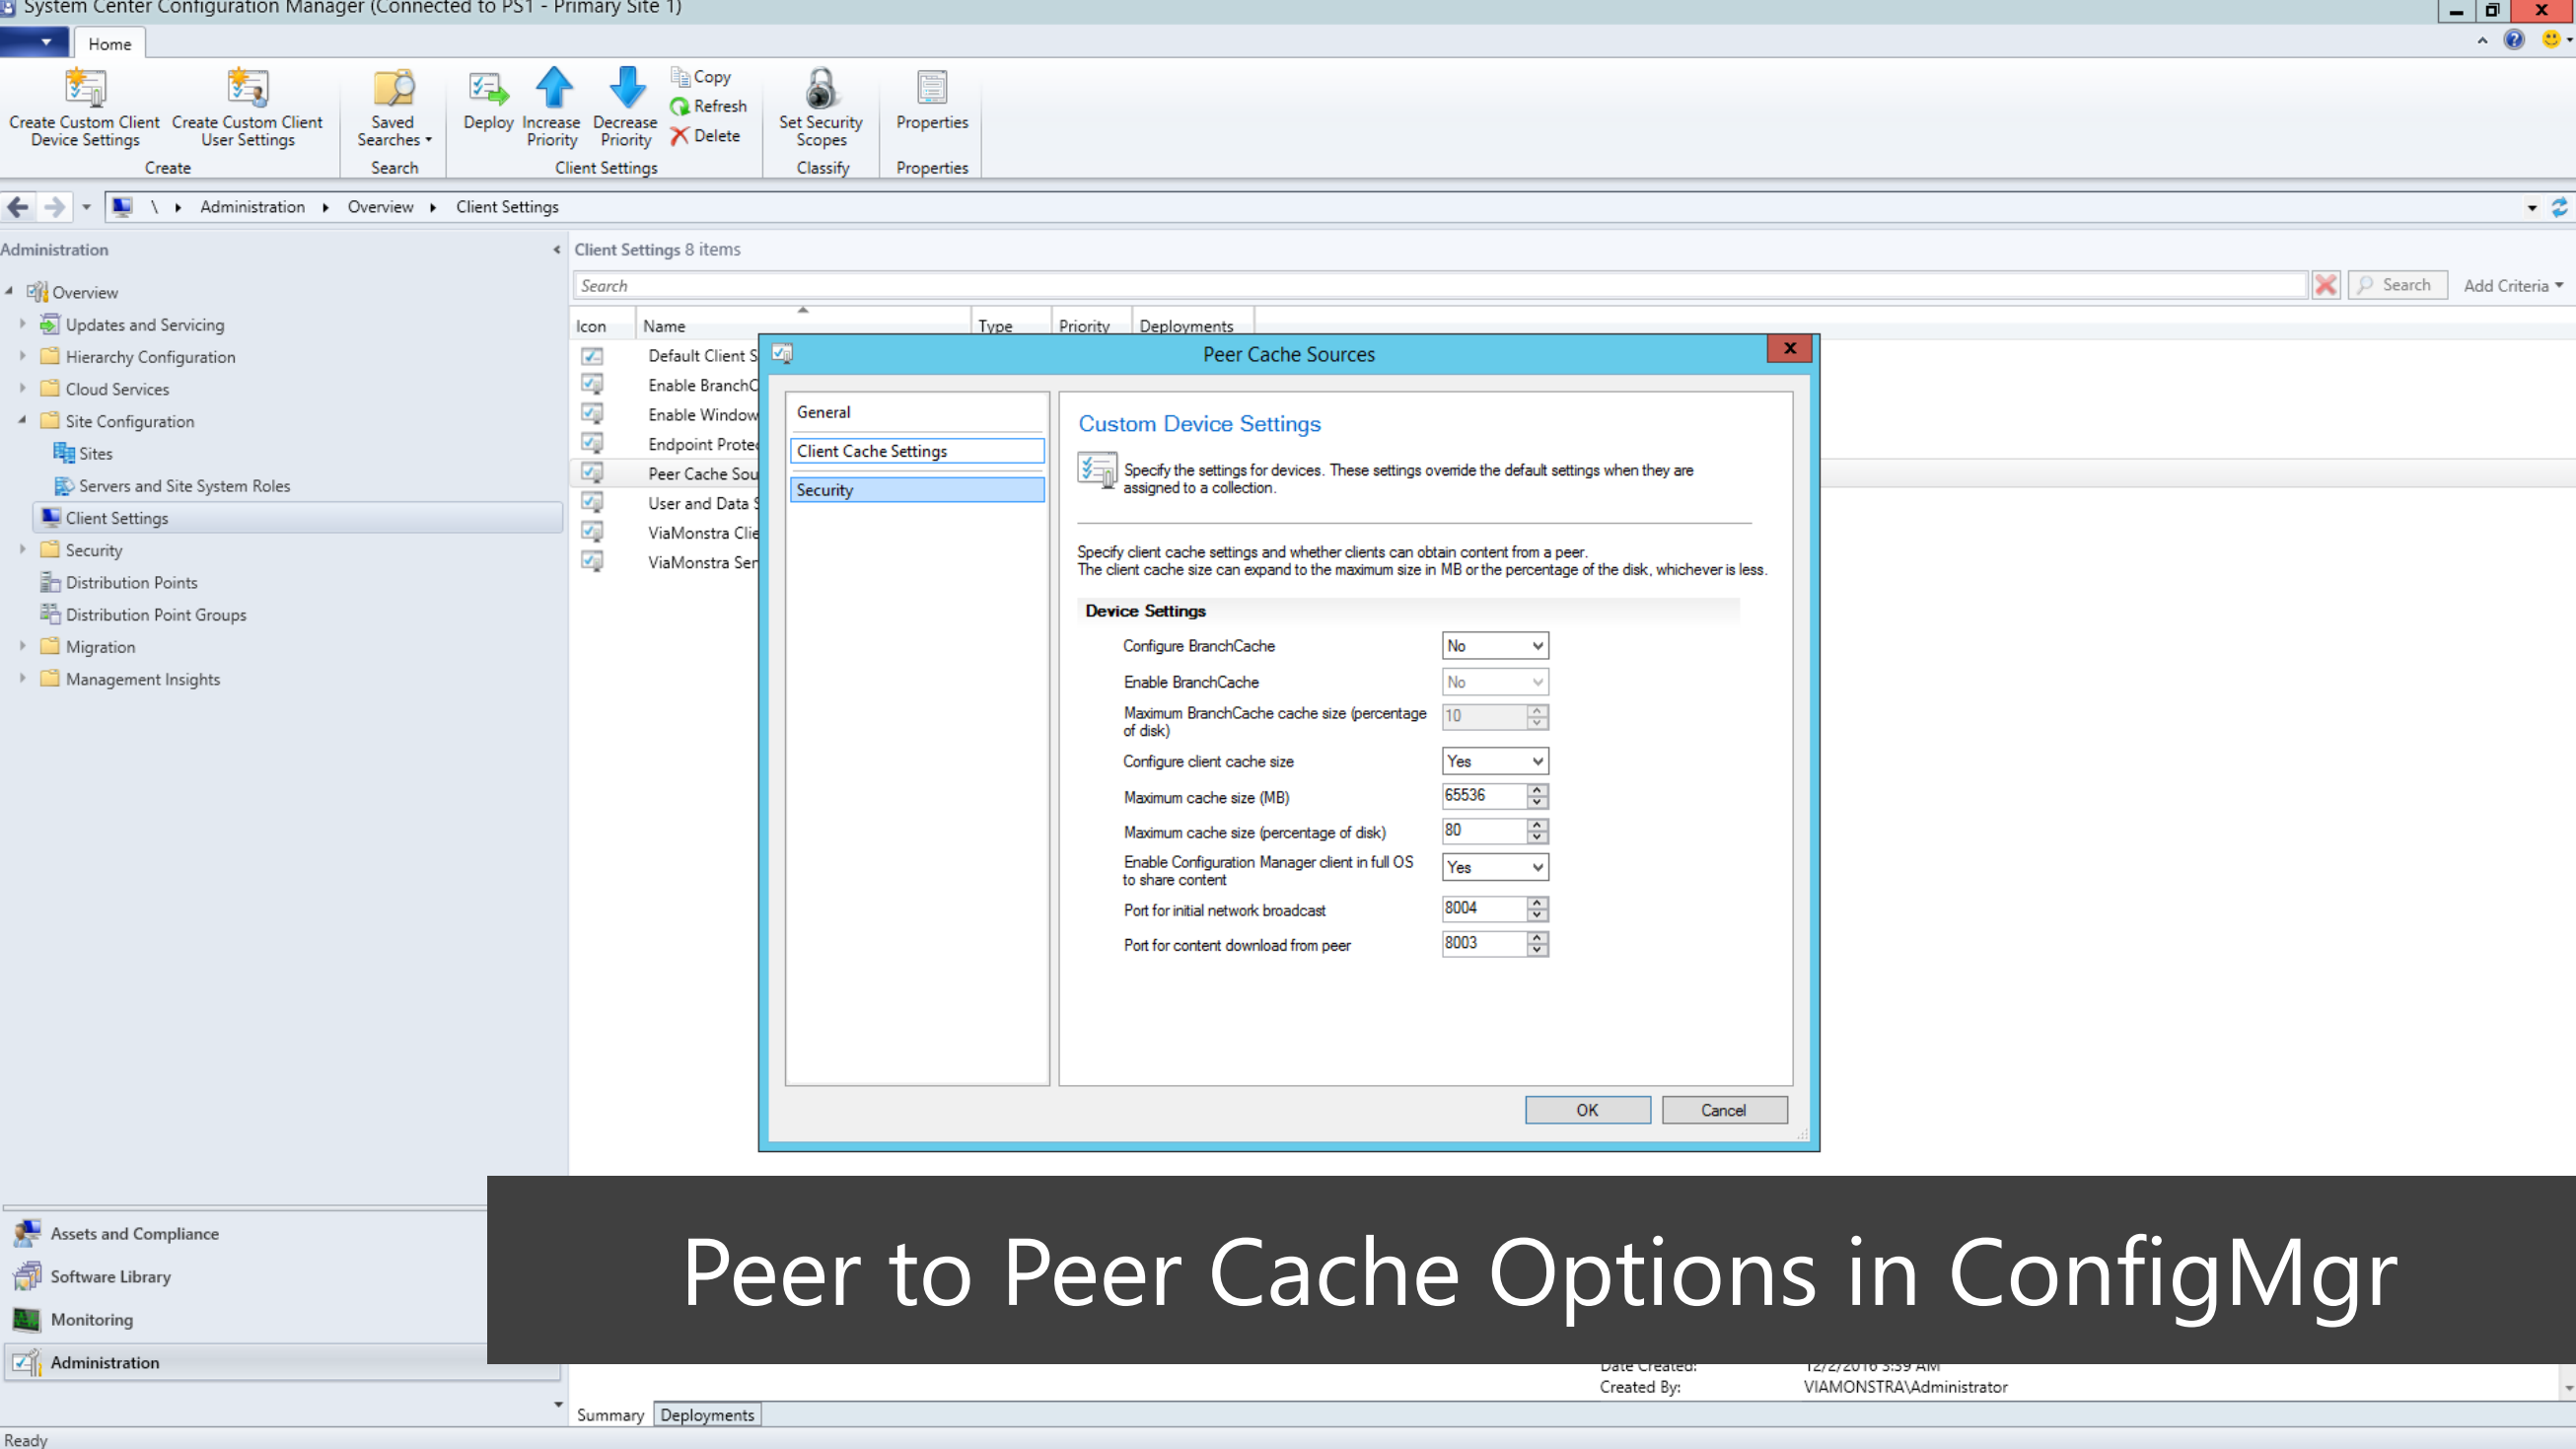 System Center Configuration Manager (Connected to PS1 - Primary Site 1)
Home
Create Custom Client
Device Settings
Create Custom Client
User Settings
Saved
Searches
Deploy
Increase
Priority
Decrease
Priority
Copy
Refresh
Delete
Set Security
Scopes
Properties
Create
Search
Client Settings
Classify
Properties
\ Administration Overview Client Settings
Administration
Overview
Updates and Servicing
Hierarchy Configuration
Cloud Services
Site Configuration
Sites
Servers and Site System Roles
Client Settings
Security
Distribution Points
Distribution Point Groups
Migration
Management Insights
Assets and Compliance
Software Library
Monitoring
Administration
Client Settings 8 items
Search
Search
Add Criteria
Icon Name Type Priority Deployments
Default Client S
Enable BranchC
Enable Window
Endpoint Prote
Peer Cache Sou
User and Data S
ViaMonstra Clie
ViaMonstra Ser
Peer Cache Sources
General
Client Cache Settings
Security
Custom Device Settings
Specify the settings for devices. These settings override the default settings when they are
assigned to a collection.
Specify client cache settings and whether clients can obtain content from a peer.
The client cache size can expand to the maximum size in MB or the percentage of the disk, whichever is less.
Device Settings
Configure BranchCache No
Enable BranchCache No
Maximum BranchCache cache size (percentage
of disk) 10
Configure client cache size Yes
Maximum cache size (MB) 65536
Maximum cache size (percentage of disk) 80
Enable Configuration Manager client in full OS
to share content Yes
Port for initial network broadcast 8004
Port for content download from peer 8003
OK Cancel
Peer to Peer Cache Options in ConfigMgr
Date Created: 12/2/2016 3:39 AM
Created By: VIAMONSTRA\Administrator
Summary Deployments
Ready